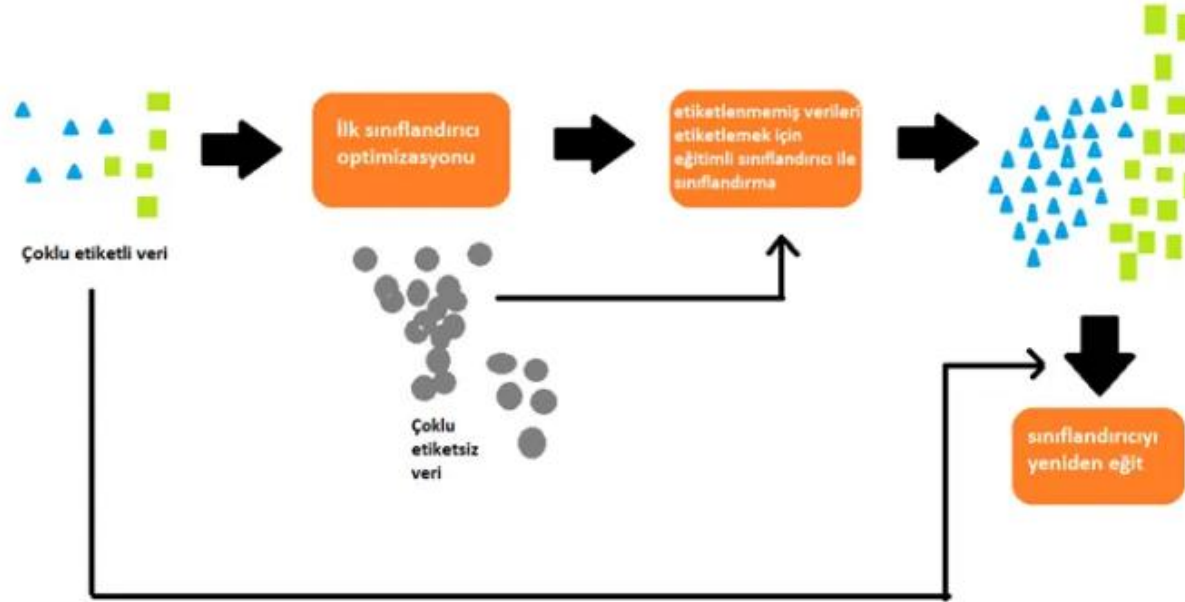 Çoklu etiketli veri
İlk sınıflandırıcı
optimizasyonu
etiketlenmemiş verileri
etiketlemek için
eğitimli sınıflandırıcı ile
sınıflandırma
Çoklu
etiketsiz
veri
sınıflandırıcıyı
yeniden eğit